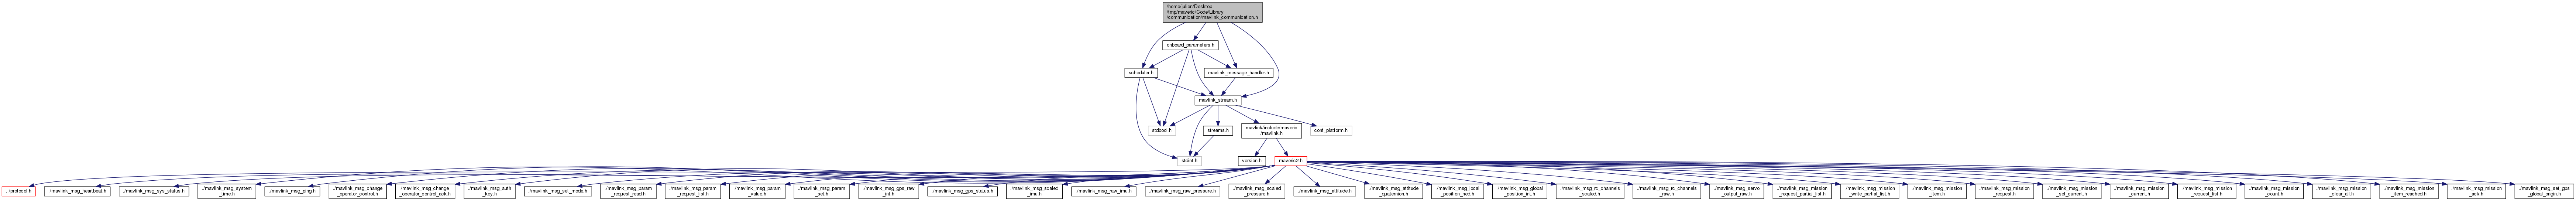 /home/julien/Desktop
/tmp/maveric/Code/Library
/communication/mavlink_communication.h
onboard_parameters.h
scheduler.h
mavlink_message_handler.h
mavlink_stream.h
stdbool.h
streams.h
mavlink/include/maveric
/mavlink.h
conf_platform.h
stdint.h
version.h
maveric2.h
../protocol.h
./mavlink_msg_heartbeat.h
./mavlink_msg_sys_status.h
./mavlink_msg_system
_time.h
./mavlink_msg_ping.h
./mavlink_msg_change
_operator_control.h
./mavlink_msg_change
_operator_control_ack.h
./mavlink_msg_auth
_key.h
./mavlink_msg_set_mode.h
./mavlink_msg_param
_request_read.h
./mavlink_msg_param
_request_list.h
./mavlink_msg_param
_value.h
./mavlink_msg_param
_set.h
./mavlink_msg_gps_raw
_int.h
./mavlink_msg_gps_status.h
./mavlink_msg_scaled
_imu.h
./mavlink_msg_raw_imu.h
./mavlink_msg_raw_pressure.h
./mavlink_msg_scaled
_pressure.h
./mavlink_msg_attitude.h
./mavlink_msg_attitude
_quaternion.h
./mavlink_msg_local
_position_ned.h
./mavlink_msg_global
_position_int.h
./mavlink_msg_rc_channels
_scaled.h
./mavlink_msg_rc_channels
_raw.h
./mavlink_msg_servo
_output_raw.h
./mavlink_msg_mission
_request_partial_list.h
./mavlink_msg_mission
_write_partial_list.h
./mavlink_msg_mission
_item.h
./mavlink_msg_mission
_request.h
./mavlink_msg_mission
_set_current.h
./mavlink_msg_mission
_current.h
./mavlink_msg_mission
_request_list.h
./mavlink_msg_mission
_count.h
./mavlink_msg_mission
_clear_all.h
./mavlink_msg_mission
_item_reached.h
./mavlink_msg_mission
_ack.h
./mavlink_msg_set_gps
_global_origin.h